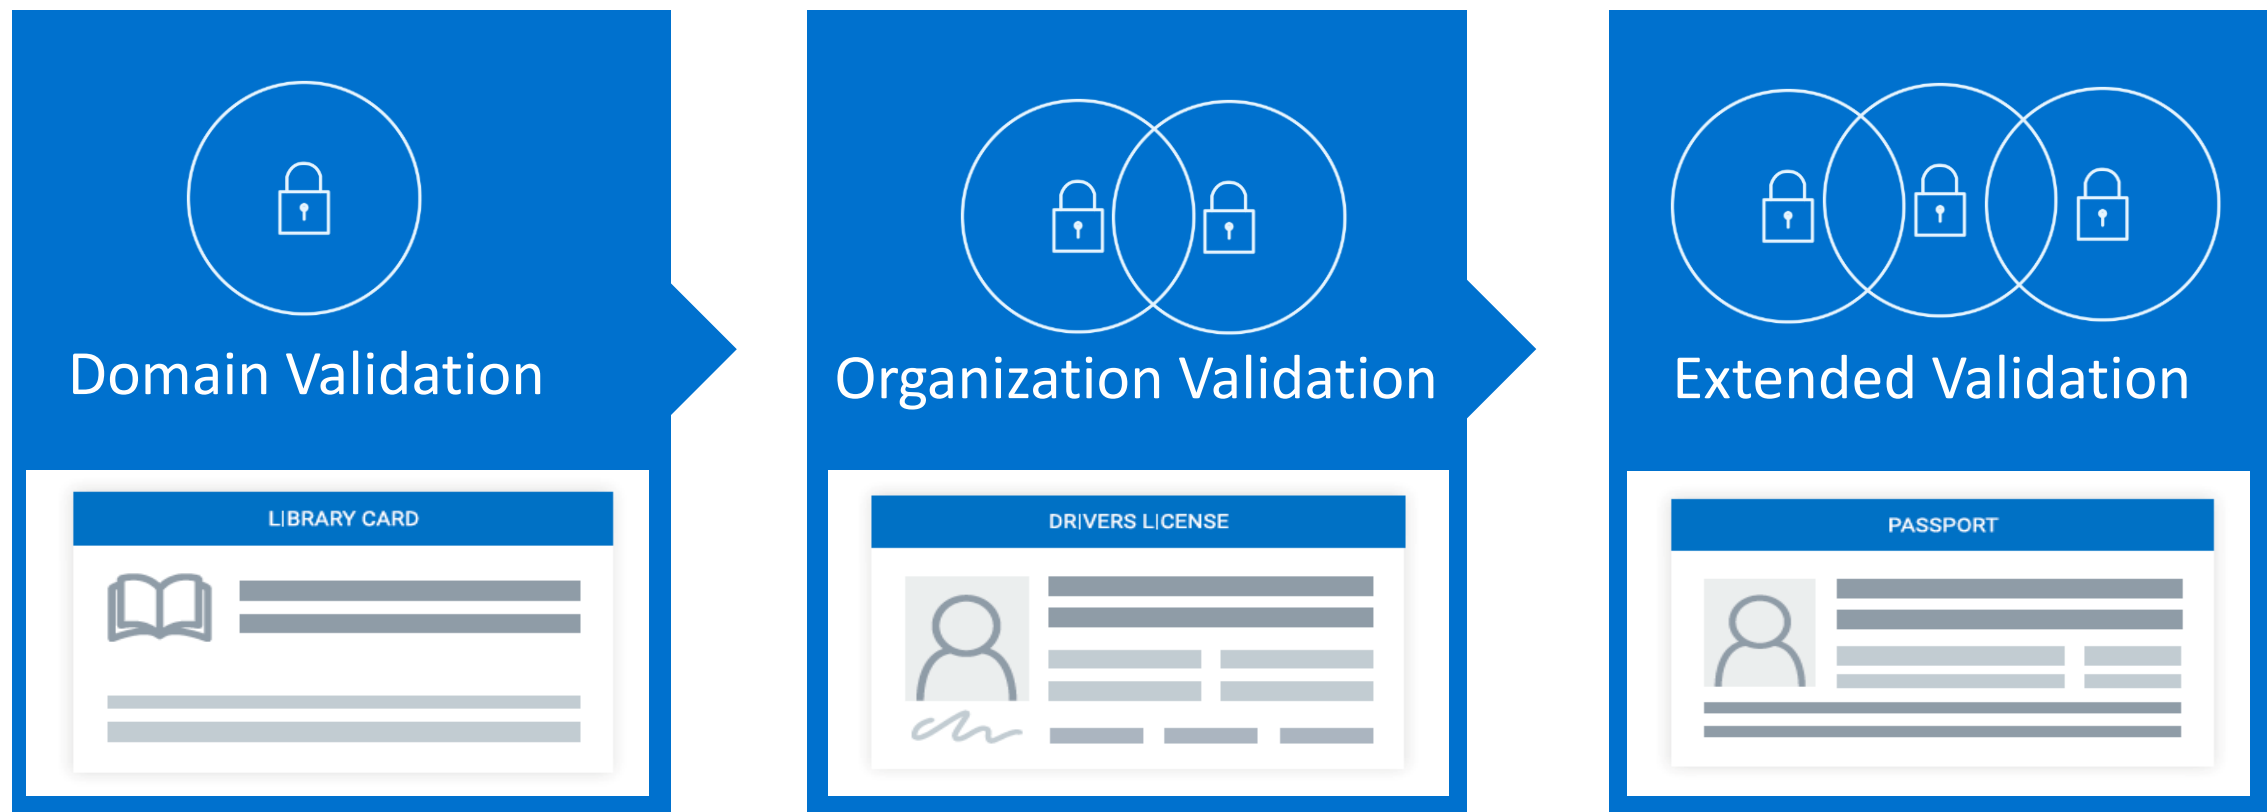 Domain Validation
LIBRARY CARD
Organization Validation
DRIVERS LICENSE
Extended Validation
PASSPORT